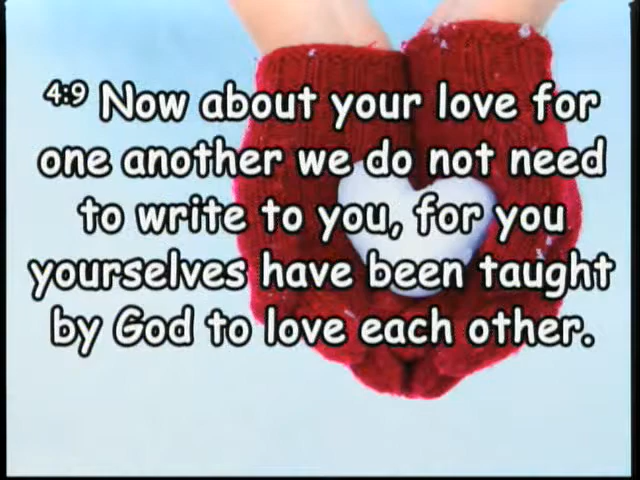 4:9 Now about your love for
one another we do not need
to write to you, for you
yourselves have been taught
by God to love each other.